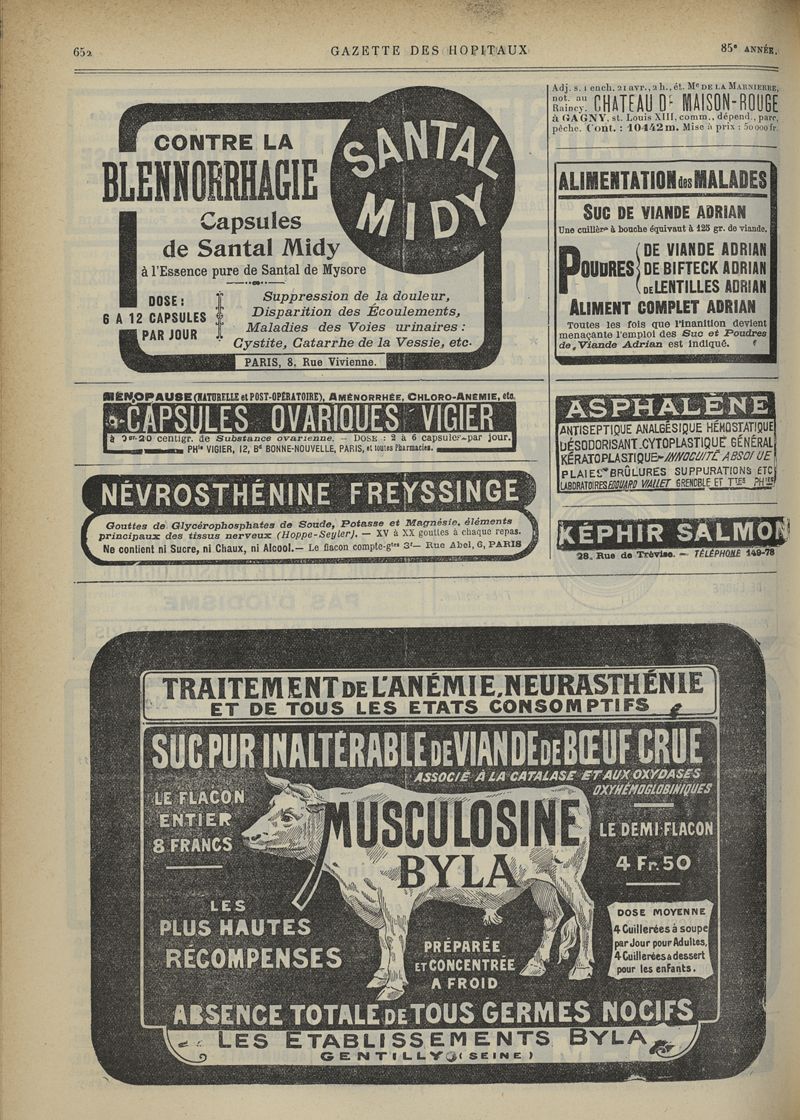 652
GAZETTE DES HOPITAUX
85e ANNÉE.
CONTRE LA
BLENNORRHAGIE
Capsules
de Santal Midy
à l'Essence pure de Santal de Mysore
SANTAL
MIDY
DOSE:
6 A 12 CAPSULES
PAR JOUR
Suppression de la douleur,
Disparition des Écoulements,
Maladies des Voies urinaires:
Cystite, Catarrhe de la Vessie, etc.
PARIS, 8, Rue Vivienne.
MÉNOPAUSE (NATURELLE et POST-OPÉRATOIRE), AMÉNORRHÉE, CHLORO-ANÉMIE, etc.
CAPSULES OVARIQUES VIGIER
à 0gr.20 centigr. de Substance ovarienne. — DOSE : 2 à 6 capsules par jour.
PHie VIGIER, 12, Bd BONNE-NOUVELLE, PARIS, et toutes Pharmacies.
NÉVROSTHÉNINE FREYSSINGE
Gouttes de Glycérophosphates de Soude, Potasse et Magnésie, éléments
principaux des tissus nerveux (Hoppe-Seyler). — XV à XX gouttes à chaque repas.
Ne contient ni Sucre, ni Chaux, ni Alcool. — Le flacon compte-gttes 3f — Rue Abel, 6, PARIS
Adj. s. 1 ench. 21 avr., 2 h., ét. Me DE LA MARNIERRE,
not. au Raincy. CHATEAU De MAISON-ROUGE
à GAGNY, st. Louis XIII, comm., dépend., parc,
pêche. Cont. : 10442m. Mise à prix : 50 000 fr.
ALIMENTATION des MALADES
SUC DE VIANDE ADRIAN
Une cuillère à bouche équivaut à 125 gr. de viande.
POUDRES DE VIANDE ADRIAN
DE BIFTECK ADRIAN
DE LENTILLES ADRIAN
ALIMENT COMPLET ADRIAN
Toutes les fois que l'inanition devient
menaçante l'emploi des Suc et Poudres
de Viande Adrian est indiqué.
ASPHALÈNE
ANTISEPTIQUE ANALGÉSIQUE HÉMOSTATIQUE
DÉSODORISANT CYTOPLASTIQUE GÉNÉRAL
KÉRATOPLASTIQUE - INNOCUITÉ ABSOLUE
PLAIES BRÛLURES SUPPURATIONS ETC
LABORATOIRES EDOUARD VIALLET GRENOBLE ET TTES PHIES
KÉPHIR SALMON
28, Rue de Trévise. — TÉLÉPHONE 149-78
TRAITEMENT DE L'ANÉMIE, NEURASTHÉNIE
ET DE TOUS LES ETATS CONSOMPTIFS
SUC PUR INALTÉRABLE DE VIANDE DE BŒUF CRUE
ASSOCIÉ À LA CATALASE ET AUX OXYDASES
OXYHÉMOGLOBINIQUES
LE FLACON
ENTIER
8 FRANCS
MUSCULOSINE
BYLA
LE DEMI FLACON
4 Fr. 50
LES
PLUS HAUTES
RÉCOMPENSES
PRÉPARÉE
ET CONCENTRÉE
A FROID
DOSE MOYENNE
4 Cuillerées à soupe
par Jour pour Adultes,
4 Cuillerées à dessert
pour les enfants.
ABSENCE TOTALE DE TOUS GERMES NOCIFS
LES ETABLISSEMENTS BYLA
GENTILLY (SEINE)